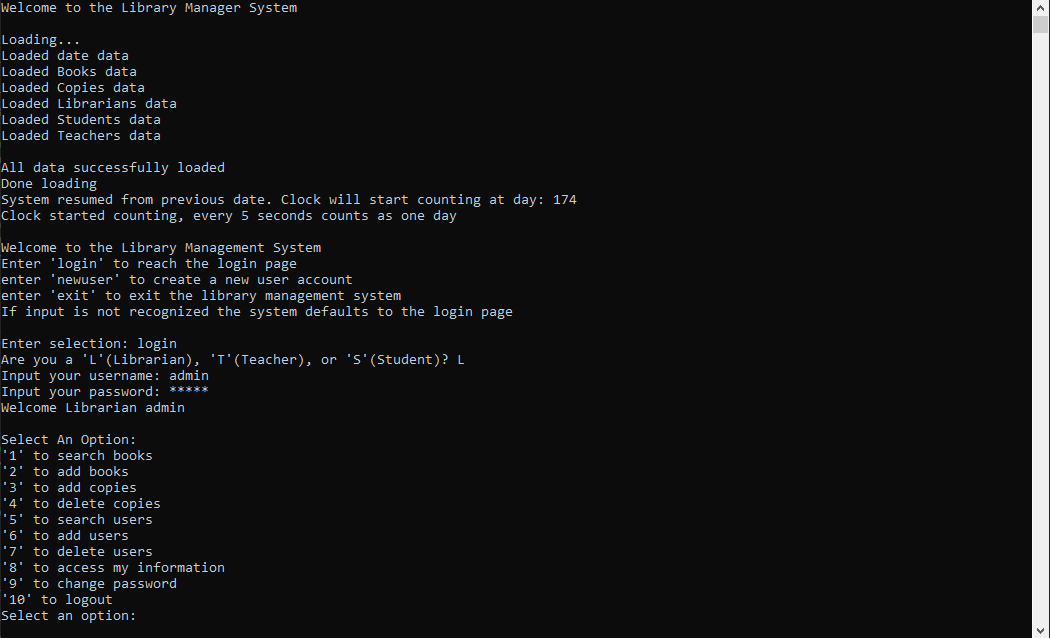 Welcome to the Library Manager System
Loading...
Loaded date data
Loaded Books data
Loaded Copies data
Loaded Librarians data
Loaded Students data
Loaded Teachers data
All data successfully loaded
Done loading
System resumed from previous date. Clock will start counting at day: 174
Clock started counting, every 5 seconds counts as one day
Welcome to the Library Management System
Enter 'login' to reach the login page
enter 'newuser' to create a new user account
enter 'exit' to exit the library management system
If input is not recognized the system defaults to the login page
Enter selection: login
Are you a 'L'(Librarian), 'T'(Teacher), or 'S'(Student)? L
Input your username: admin
Input your password: *****
Welcome Librarian admin
Select An Option:
'1' to search books
'2' to add books
'3' to add copies
'4' to delete copies
'5' to search users
'6' to add users
'7' to delete users
'8' to access my information
'9' to change password
'10' to logout
Select an option: